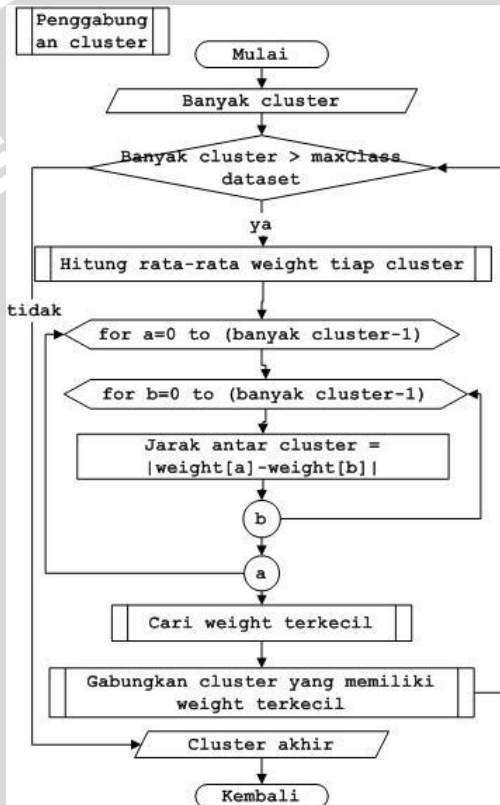 Penggabung
an cluster
Mulai
Banyak cluster
Banyak cluster > maxClass
dataset
ya
Hitung rata-rata weight tiap cluster
tidak
for a=0 to (banyak cluster-1)
for b=0 to (banyak cluster-1)
Jarak antar cluster =
|weight[a]-weight[b]|
b
a
Cari weight terkecil
Gabungkan cluster yang memiliki
weight terkecil
Cluster akhir
Kembali